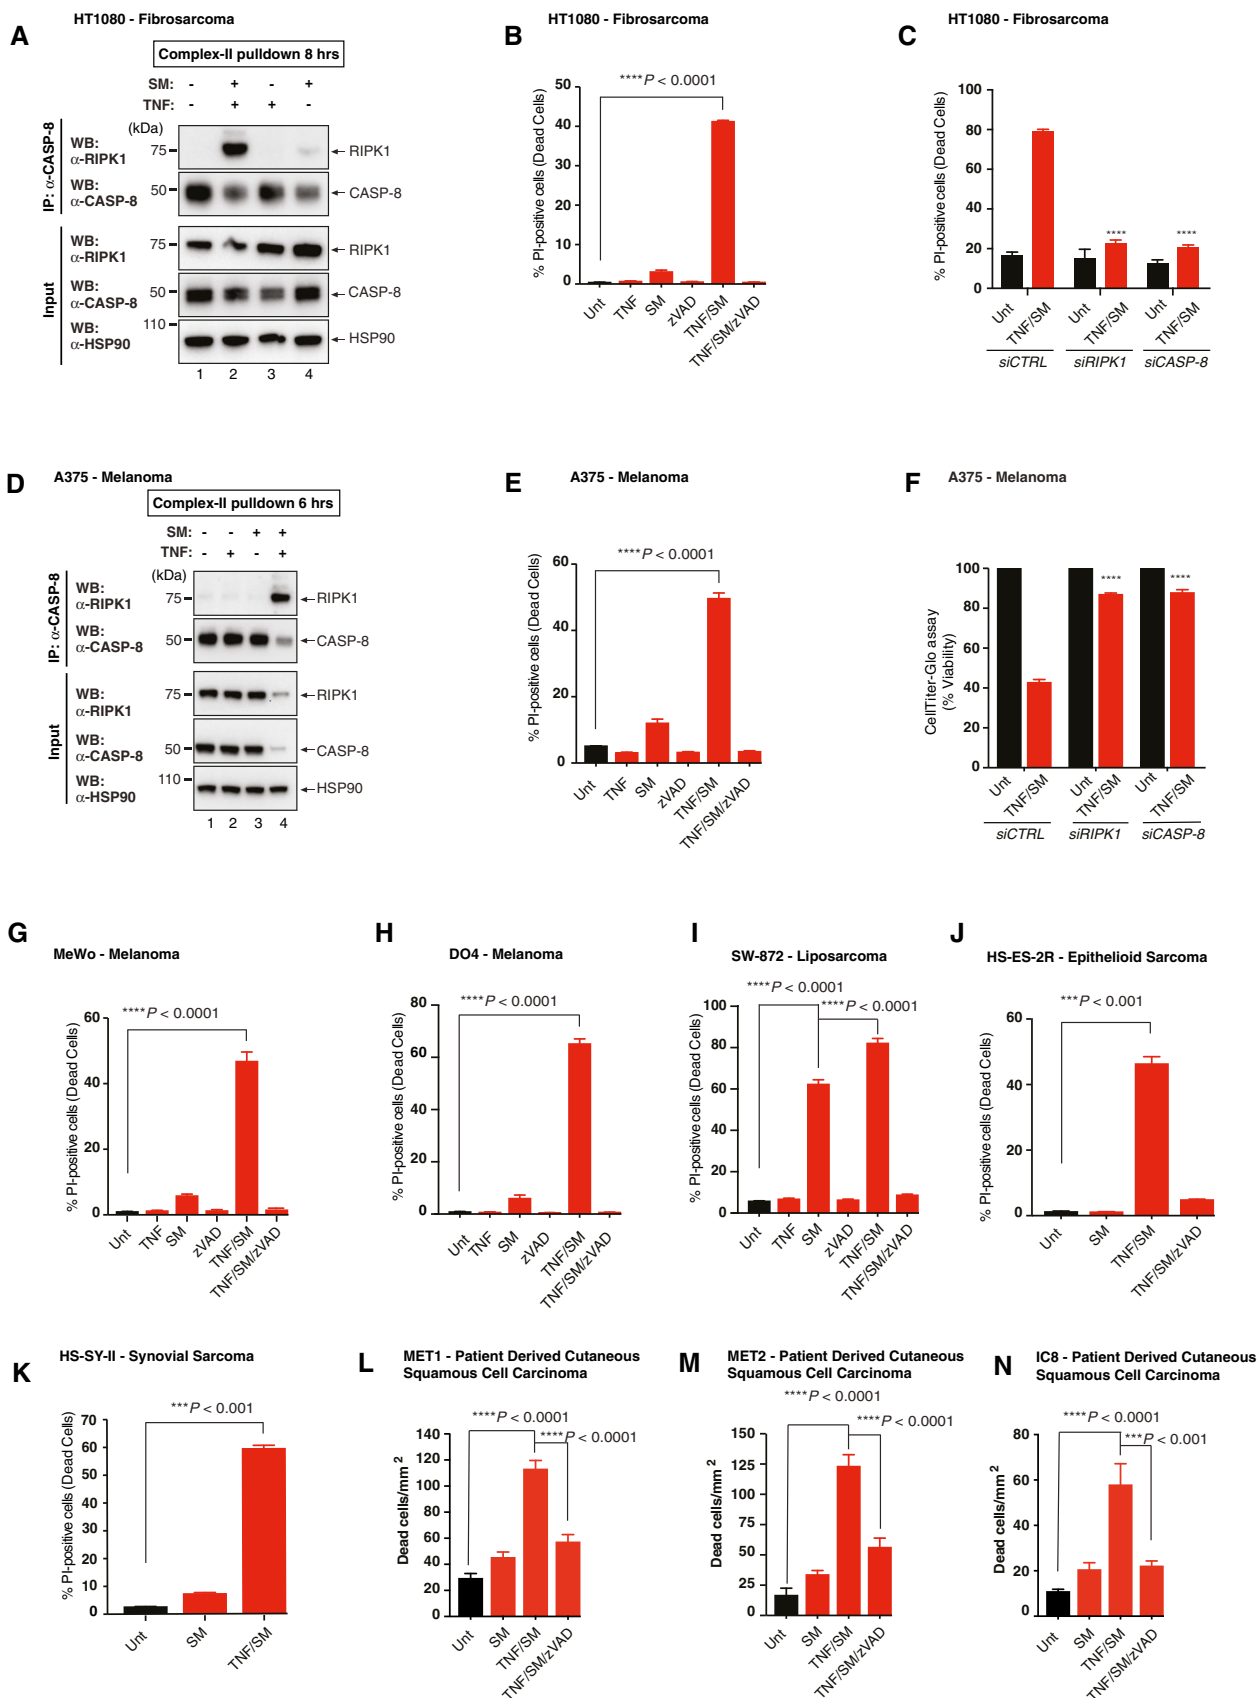 A
HT1080 - Fibrosarcoma
Complex-II pulldown 8 hrs
SM: - + - +
TNF: - + + -
(kDa)
IP: α-CASP-8
WB: α-RIPK1
75
RIPK1
WB: α-CASP-8
50
CASP-8
Input
WB: α-RIPK1
75
RIPK1
WB: α-CASP-8
50
CASP-8
110
WB: α-HSP90
HSP90
1 2 3 4
B
HT1080 - Fibrosarcoma
****P < 0.0001
% PI-positive cells (Dead Cells)
50
40
30
20
10
0
Unt TNF SM zVAD TNF/SM TNF/SM/zVAD
C
HT1080 - Fibrosarcoma
% PI-positive cells (Dead Cells)
100
80
60
40
20
0
**** ****
Unt TNF/SM Unt TNF/SM Unt TNF/SM
siCTRL siRIPK1 siCASP-8
D
A375 - Melanoma
Complex-II pulldown 6 hrs
SM: - - + +
TNF: - + - +
(kDa)
IP: α-CASP-8
WB: α-RIPK1
75
RIPK1
WB: α-CASP-8
50
CASP-8
Input
WB: α-RIPK1
75
RIPK1
WB: α-CASP-8
50
CASP-8
110
WB: α-HSP90
HSP90
1 2 3 4
E
A375 - Melanoma
****P < 0.0001
% PI-positive cells (Dead Cells)
60
40
20
0
Unt TNF SM zVAD TNF/SM TNF/SM/zVAD
F
A375 - Melanoma
CellTiter-Glo assay
(% Viability)
100
80
60
40
20
0
**** ****
Unt TNF/SM Unt TNF/SM Unt TNF/SM
siCTRL siRIPK1 siCASP-8
G
MeWo - Melanoma
****P < 0.0001
% PI-positive cells (Dead Cells)
60
40
20
0
Unt TNF SM zVAD TNF/SM TNF/SM/zVAD
H
DO4 - Melanoma
****P < 0.0001
% PI-positive cells (Dead Cells)
80
60
40
20
0
Unt TNF SM zVAD TNF/SM TNF/SM/zVAD
I
SW-872 - Liposarcoma
****P < 0.0001
****P < 0.0001
% PI-positive cells (Dead Cells)
100
80
60
40
20
0
Unt TNF SM zVAD TNF/SM TNF/SM/zVAD
J
HS-ES-2R - Epithelioid Sarcoma
***P < 0.001
% PI-positive cells (Dead Cells)
60
40
20
0
Unt SM TNF/SM TNF/SM/zVAD
K
HS-SY-II - Synovial Sarcoma
***P < 0.001
% PI-positive cells (Dead Cells)
70
60
50
40
30
20
10
0
Unt SM TNF/SM
L
MET1 - Patient Derived Cutaneous
Squamous Cell Carcinoma
****P < 0.0001
****P < 0.0001
Dead cells/mm 2
140
120
100
80
60
40
20
0
Unt SM TNF/SM TNF/SM/zVAD
M
MET2 - Patient Derived Cutaneous
Squamous Cell Carcinoma
****P < 0.0001
****P < 0.0001
Dead cells/mm 2
150
125
100
75
50
25
0
Unt SM TNF/SM TNF/SM/zVAD
N
IC8 - Patient Derived Cutaneous
Squamous Cell Carcinoma
****P < 0.0001
***P < 0.001
Dead cells/mm 2
80
60
40
20
0
Unt SM TNF/SM TNF/SM/zVAD